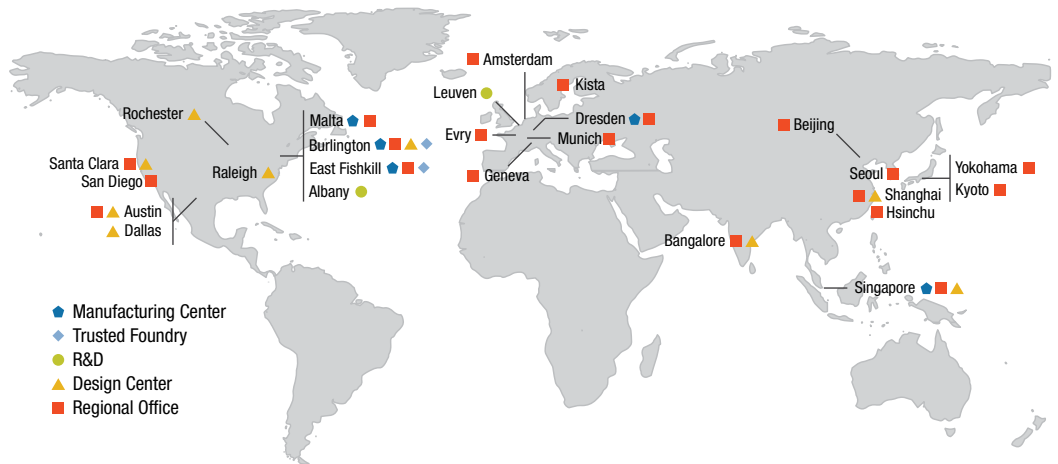 Amsterdam
Leuven
Kista
Rochester
Malta
Dresden
Beijing
Burlington
Evry
Munich
Santa Clara
East Fishkill
Yokohama
San Diego
Raleigh
Geneva
Seoul
Albany
Kyoto
Shanghai
Austin
Hsinchu
Dallas
Bangalore
Singapore
Manufacturing Center
Trusted Foundry
R&D
Design Center
Regional Office